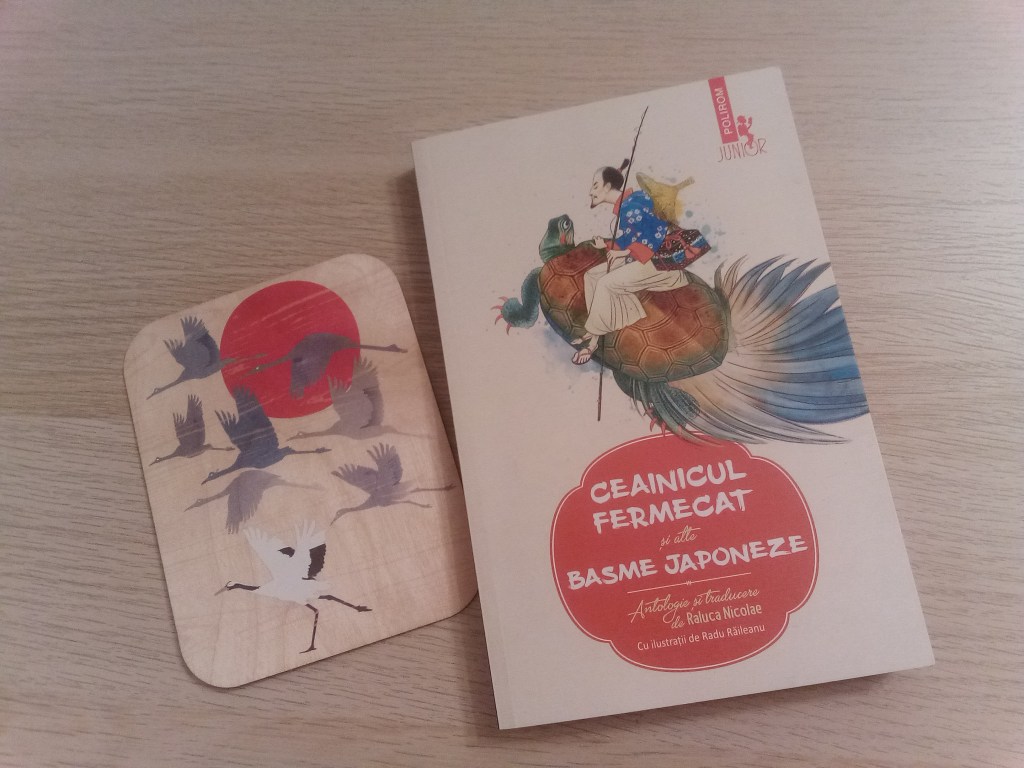 POLIROM
JUNIOR
CEAINICUL
FERMECAT
și alte
BASME JAPONEZE
Antologie și traducere
de Raluca Nicolae
Cu ilustrații de Radu Răileanu